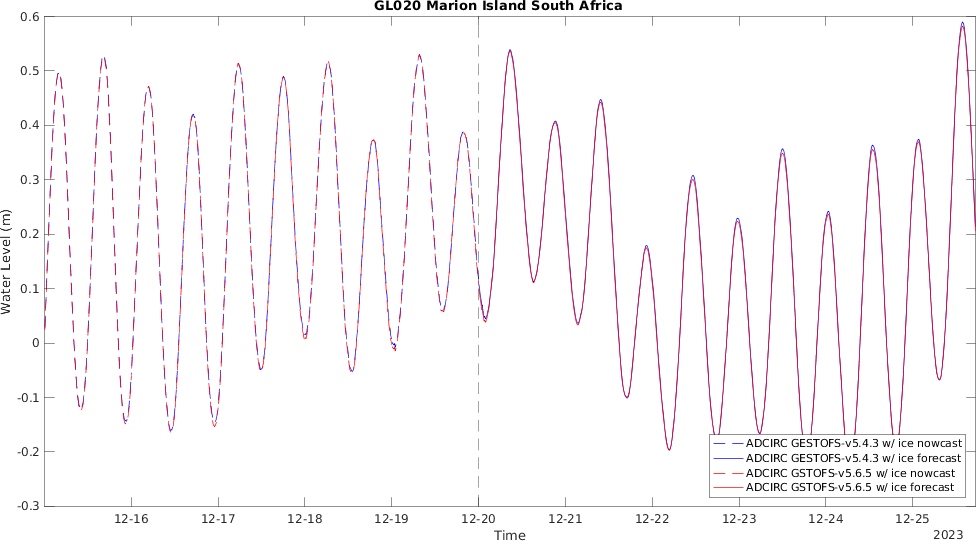 GL020 Marion Island South Africa
0.6
0.5
0.4
0.3
0.2
0.1
0
-0.1
-0.2
-0.3
Water Level (m)
ADCIRC GESTOFS-v5.4.3 w/ ice nowcast
ADCIRC GESTOFS-v5.4.3 w/ ice forecast
ADCIRC GSTOFS-v5.6.5 w/ ice nowcast
ADCIRC GSTOFS-v5.6.5 w/ ice forecast
12-16 12-17 12-18 12-19 12-20 12-21 12-22 12-23 12-24 12-25
Time
2023